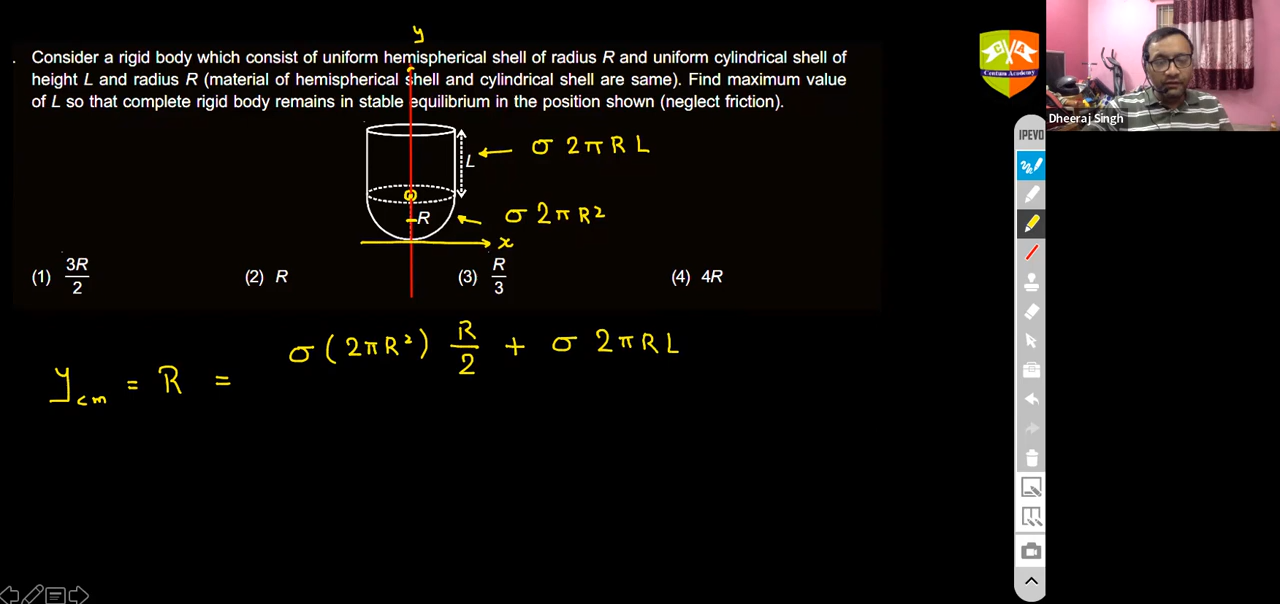 y
. Consider a rigid body which consist of uniform hemispherical shell of radius R and uniform cylindrical shell of
height L and radius R (material of hemispherical shell and cylindrical shell are same). Find maximum value
of L so that complete rigid body remains in stable equilibrium in the position shown (neglect friction).
Centum Academy
Dheeraj Singh
IPEVO
L ← σ 2π R L
R ← σ 2π R²
x
(1) 3R/2 (2) R (3) R/3 (4) 4R
y_cm = R = σ(2πR²) R/2 + σ 2πRL